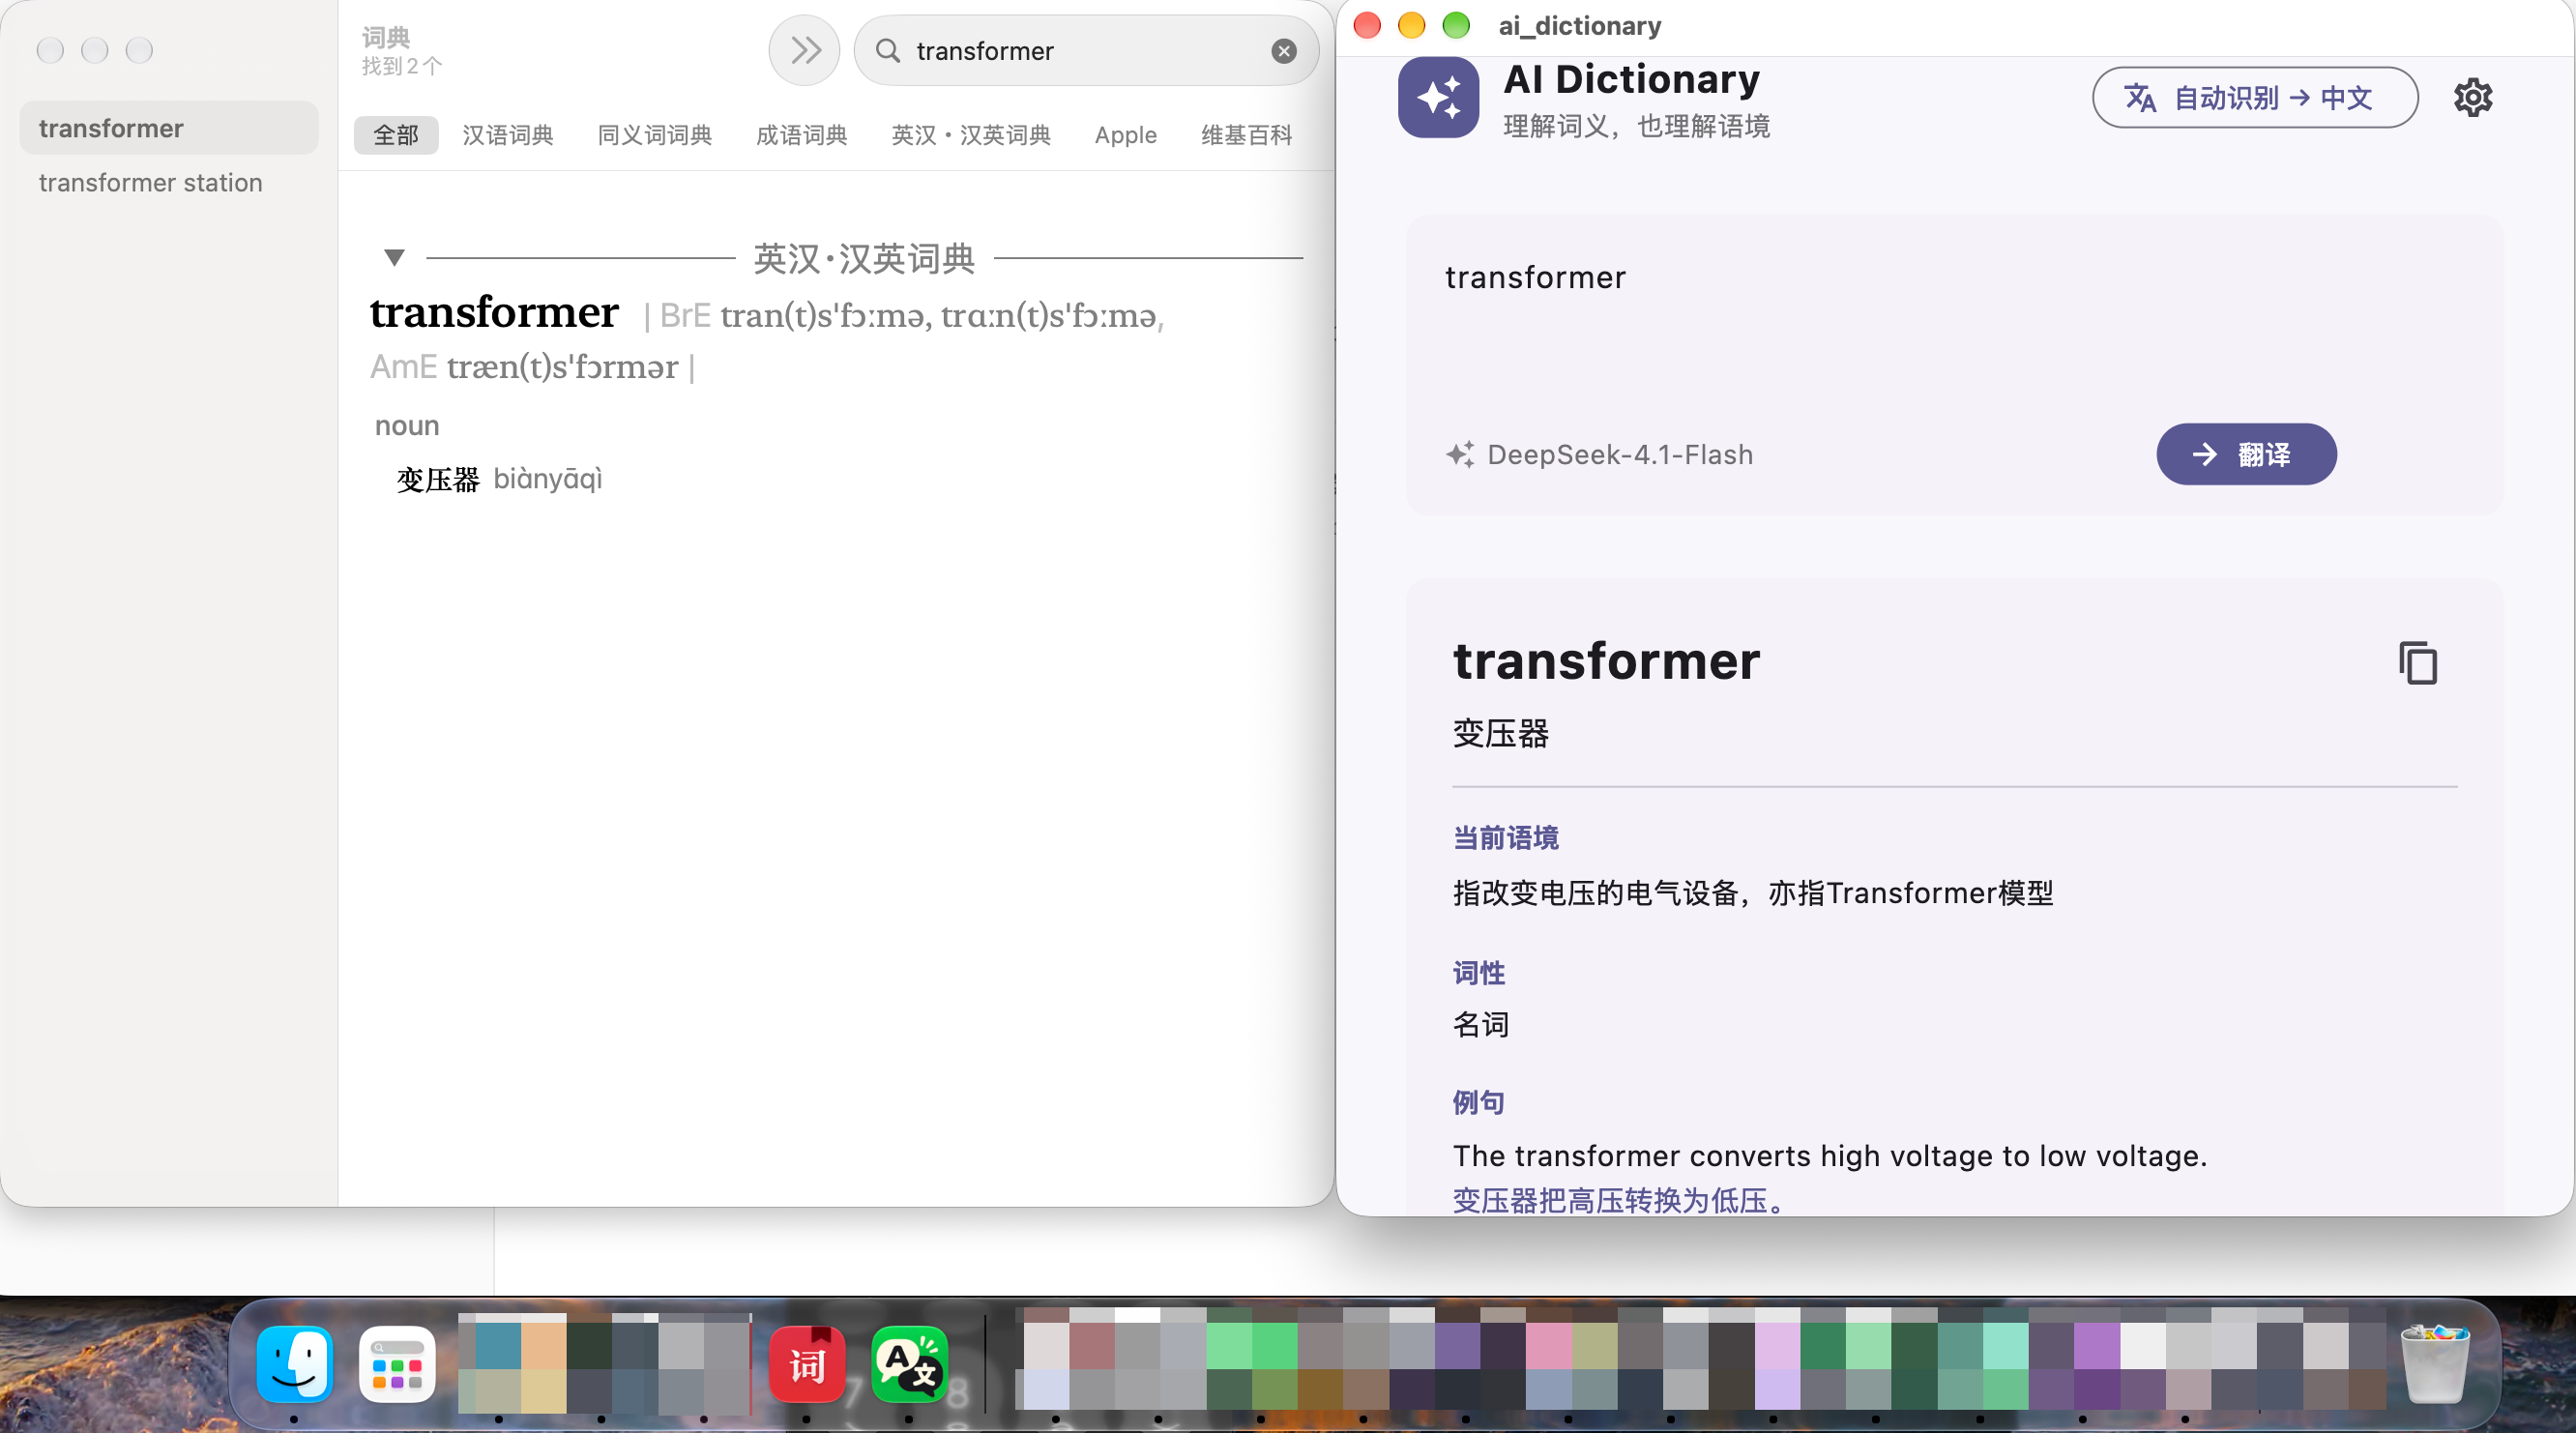 词典
找到2个
transformer
transformer
transformer station
全部 汉语词典 同义词词典 成语词典 英汉·汉英词典 Apple 维基百科
英汉·汉英词典
transformer | BrE tran(t)s'fɔːmə, trɑːn(t)s'fɔːmə,
AmE træn(t)s'fɔrmər |
noun
变压器 biànyāqì
ai_dictionary
AI Dictionary
理解词义，也理解语境
自动识别 → 中文
transformer
DeepSeek-4.1-Flash
→ 翻译
transformer
变压器
当前语境
指改变电压的电气设备，亦指Transformer模型
词性
名词
例句
The transformer converts high voltage to low voltage.
变压器把高压转换为低压。
词
A 文